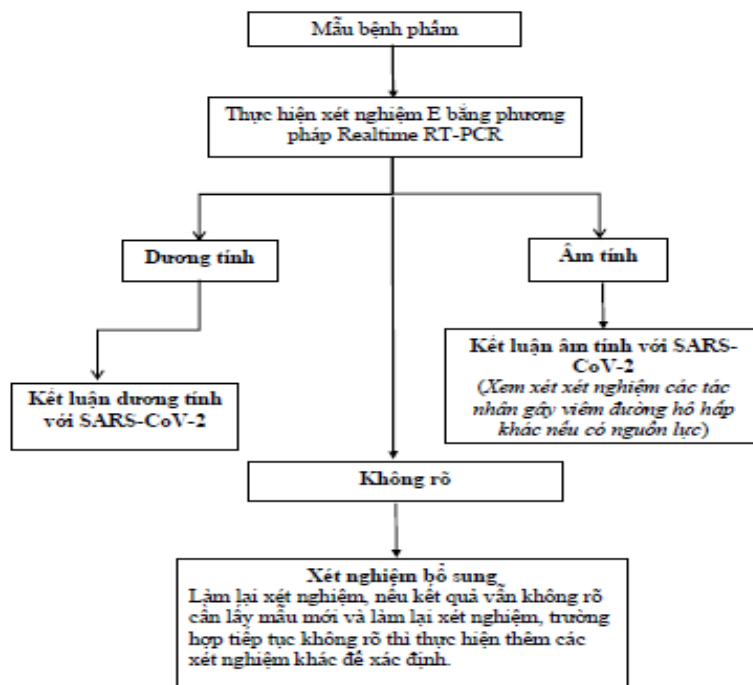 Mẫu bệnh phẩm
Thực hiện xét nghiệm E bằng phương
pháp Realtime RT-PCR
Dương tính
Âm tính
Kết luận dương tính
với SARS-CoV-2
Kết luận âm tính với SARS-
CoV-2
(Xem xét xét nghiệm các tác
nhân gây viêm đường hô hấp
khác nếu có nguồn lực)
Không rõ
Xét nghiệm bổ sung
Làm lại xét nghiệm, nếu kết quả vẫn không rõ
cần lấy mẫu mới và làm lại xét nghiệm, trường
hợp tiếp tục không rõ thì thực hiện thêm các
xét nghiệm khác để xác định.